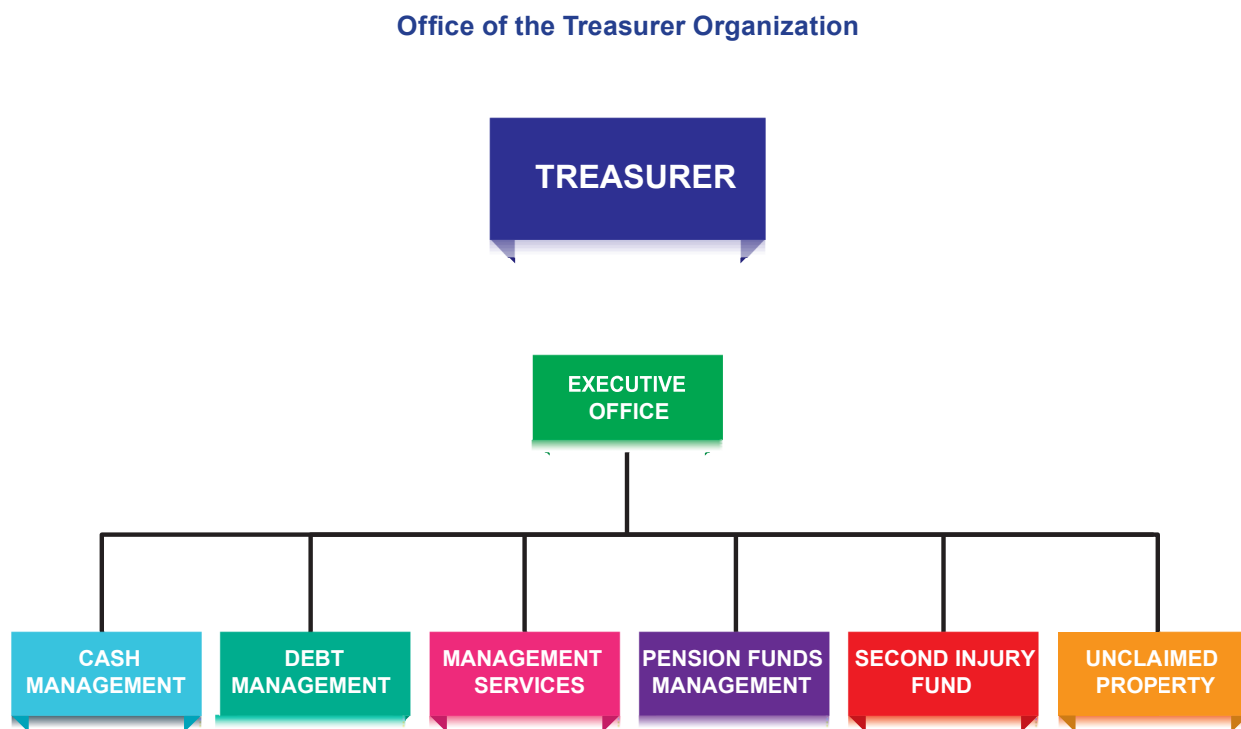 Office of the Treasurer Organization
TREASURER
EXECUTIVE
OFFICE
CASH
MANAGEMENT
DEBT
MANAGEMENT
MANAGEMENT
SERVICES
PENSION FUNDS
MANAGEMENT
SECOND INJURY
FUND
UNCLAIMED
PROPERTY